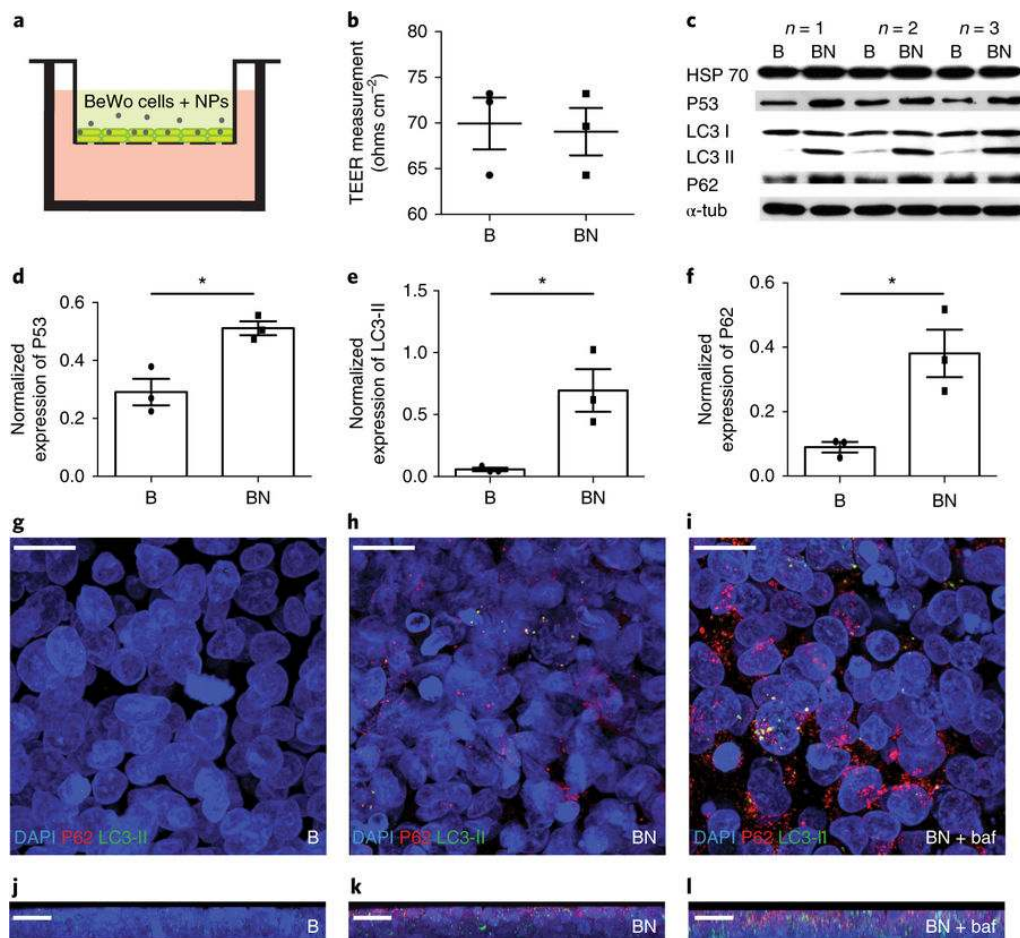 a
BeWo cells + NPs
b
TEER measurement
(ohms cm−2)
80
75
70
65
60
B
BN
c
n = 1
n = 2
n = 3
B BN B BN B BN
HSP 70
P53
LC3 I
LC3 II
P62
α-tub
d
Normalized
expression of P53
0.6
0.4
0.2
0.0
*
B
BN
e
Normalized
expression of LC3-II
1.5
1.0
0.5
0.0
*
B
BN
f
Normalized
expression of P62
0.6
0.4
0.2
0.0
*
B
BN
g
DAPI P62 LC3-II
B
h
DAPI P62 LC3-II
BN
i
DAPI P62 LC3-II
BN + baf
j
B
k
BN
l
BN + baf